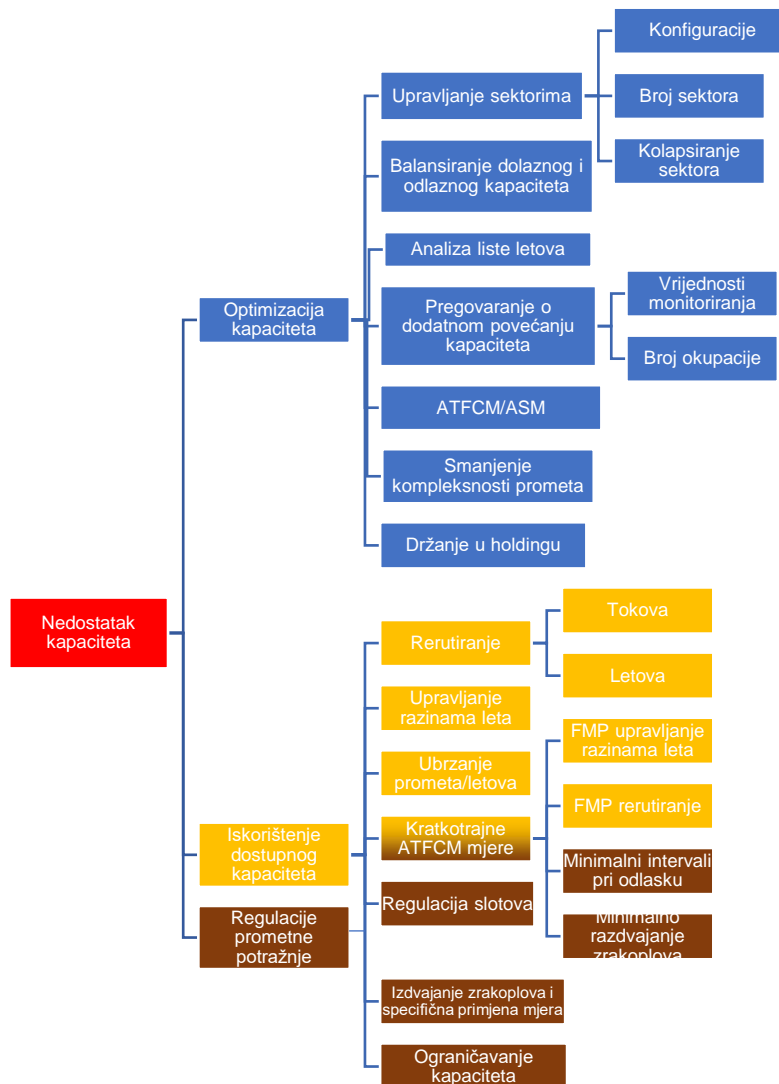 Konfiguracije
Upravljanje sektorima
Broj sektora
Kolapsiranje
sektora
Balansiranje dolaznog i
odlaznog kapaciteta
Analiza liste letova
Optimizacija
kapaciteta
Pregovaranje o
dodatnom povećanju
kapaciteta
Vrijednosti
monitoriranja
Broj okupacije
ATFCM/ASM
Smanjenje
kompleksnosti prometa
Držanje u holdingu
Nedostatak
kapaciteta
Rerutiranje
Tokova
Letova
Upravljanje
razinama leta
Ubrzanje
prometa/letova
Iskorištenje
dostupnog
kapaciteta
Kratkotrajne
ATFCM mjere
FMP upravljanje
razinama leta
FMP rerutiranje
Minimalni intervali
pri odlasku
Minimalno
razdvajanje
zrakoplova
Regulacije
prometne
potražnje
Regulacija slotova
Izdvajanje zrakoplova i
specifična primjena mjera
Ograničavanje
kapaciteta